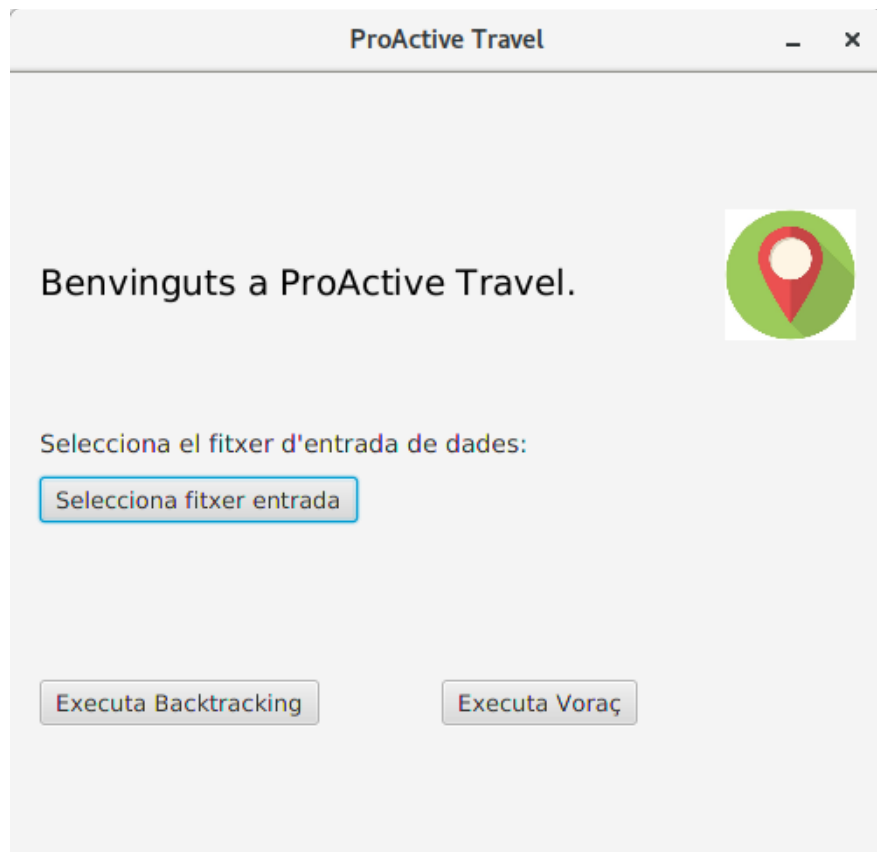 ProActive Travel
Benvinguts a ProActive Travel.
Selecciona el fitxer d'entrada de dades:
Selecciona fitxer entrada
Executa Backtracking
Executa Voraç